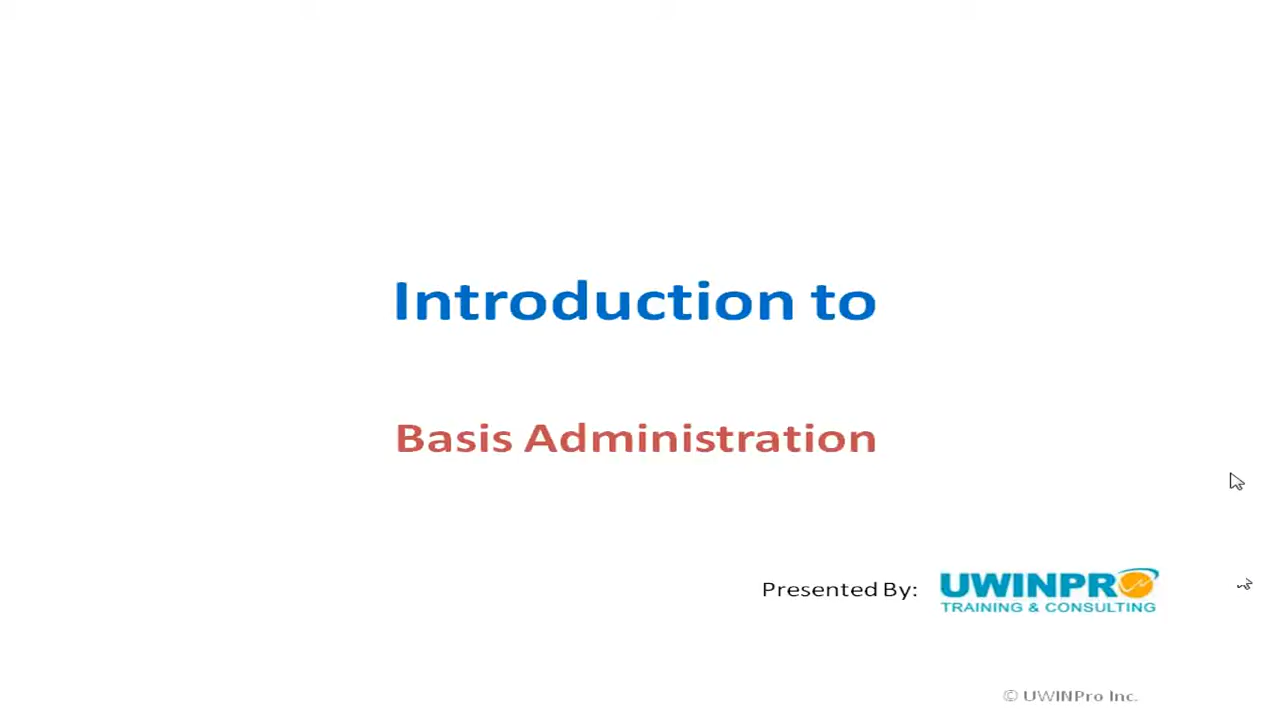 Introduction to
Basis Administration
Presented By: UWINPRO
TRAINING & CONSULTING
© UWINPro Inc.